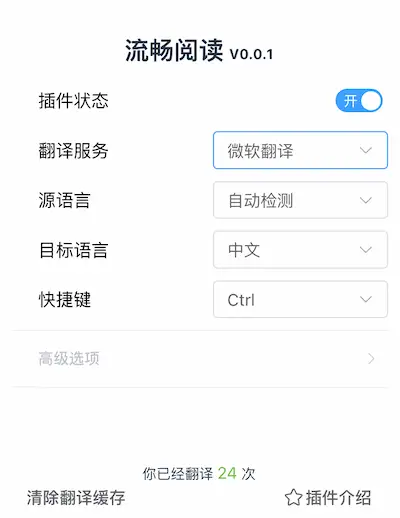 流畅阅读 V0.0.1
插件状态 开
翻译服务 微软翻译
源语言 自动检测
目标语言 中文
快捷键 Ctrl
高级选项
你已经翻译 24 次
清除翻译缓存 插件介绍